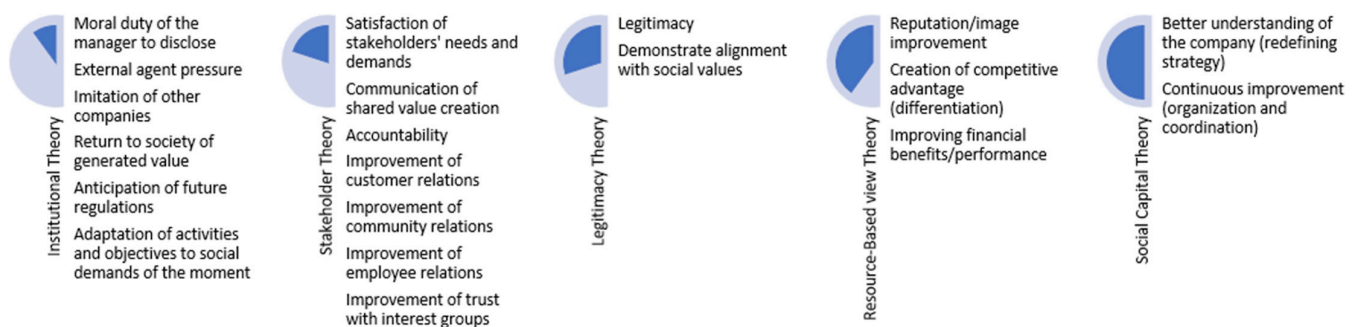 Institutional Theory
Moral duty of the
manager to disclose
External agent pressure
Imitation of other
companies
Return to society of
generated value
Anticipation of future
regulations
Adaptation of activities
and objectives to social
demands of the moment
Stakeholder Theory
Satisfaction of
stakeholders' needs and
demands
Communication of
shared value creation
Accountability
Improvement of
customer relations
Improvement of
community relations
Improvement of
employee relations
Improvement of trust
with interest groups
Legitimacy Theory
Legitimacy
Demonstrate alignment
with social values
Resource-Based view Theory
Reputation/image
improvement
Creation of competitive
advantage
(differentiation)
Improving financial
benefits/performance
Social Capital Theory
Better understanding of
the company (redefining
strategy)
Continuous improvement
(organization and
coordination)